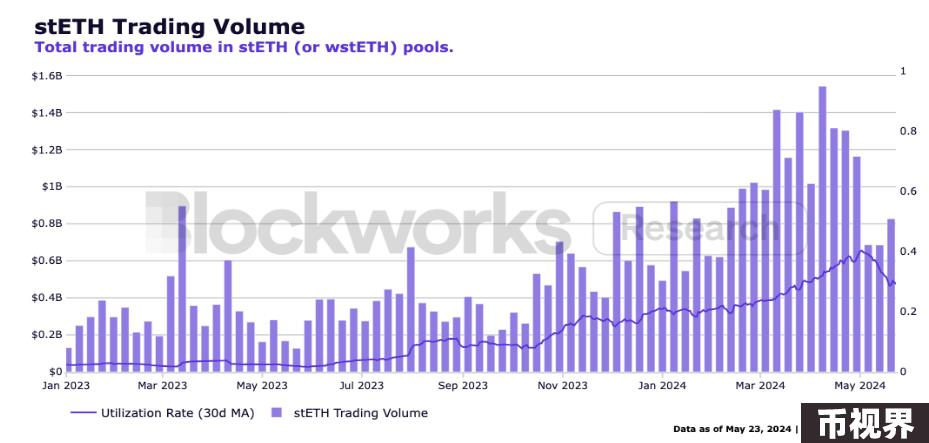 stETH Trading Volume
Total trading volume in stETH (or wstETH) pools.
$1.6B
$1.4B
$1.2B
$1B
$0.8B
$0.6B
$0.4B
$0.2B
$0
1
0.8
0.6
0.4
0.2
0
Blockworks Research
Jan 2023 Mar 2023 May 2023 Jul 2023 Sep 2023 Nov 2023 Jan 2024 Mar 2024 May 2024
Utilization Rate (30d MA) stETH Trading Volume
Data as of May 23, 2024 |
币视界